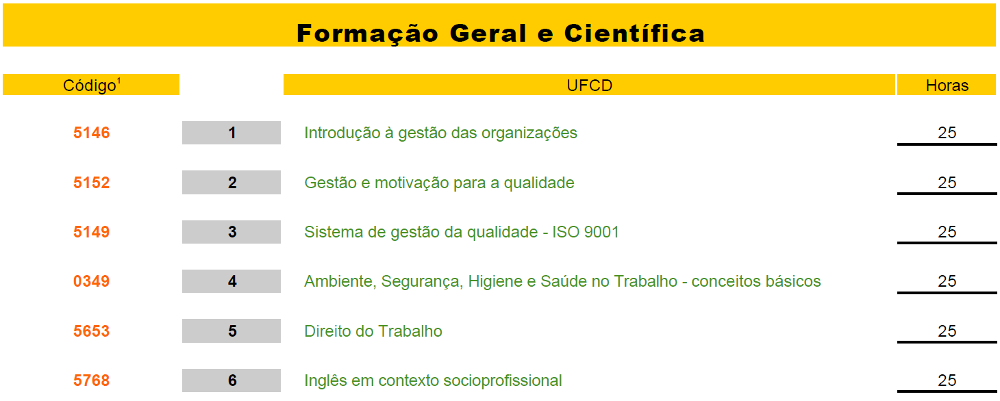 Formação Geral e Científica
Código¹ UFCD Horas
5146 1 Introdução à gestão das organizações 25
5152 2 Gestão e motivação para a qualidade 25
5149 3 Sistema de gestão da qualidade - ISO 9001 25
0349 4 Ambiente, Segurança, Higiene e Saúde no Trabalho - conceitos básicos 25
5653 5 Direito do Trabalho 25
5768 6 Inglês em contexto socioprofissional 25